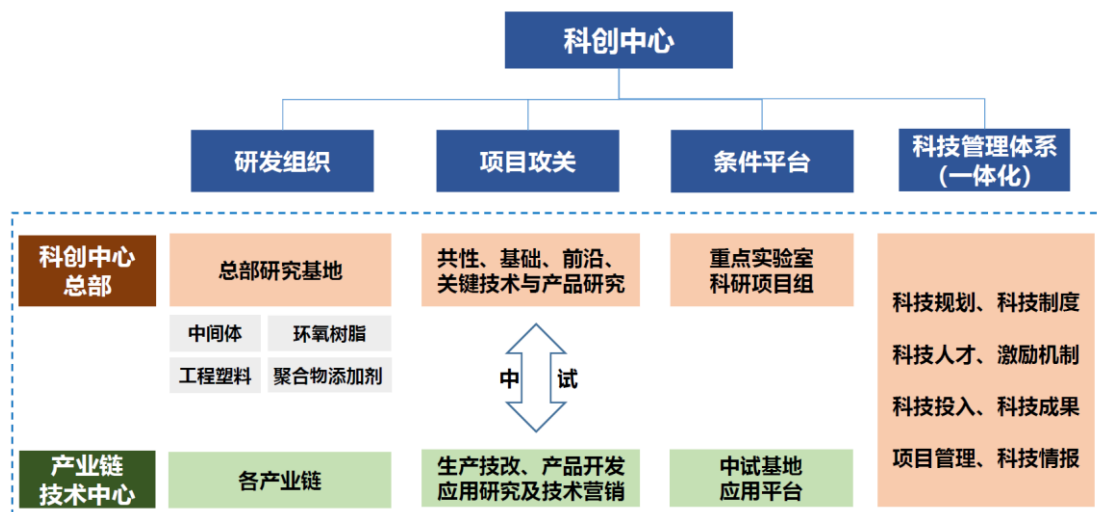 科创中心
研发组织
项目攻关
条件平台
科技管理体系
(一体化)
科创中心
总部
总部研究基地
共性、基础、前沿、
关键技术与产品研究
重点实验室
科研项目组
中间体
环氧树脂
工程塑料
聚合物添加剂
中 试
科技规划、科技制度
科技人才、激励机制
科技投入、科技成果
项目管理、科技情报
产业链
技术中心
各产业链
生产技改、产品开发
应用研究及技术营销
中试基地
应用平台